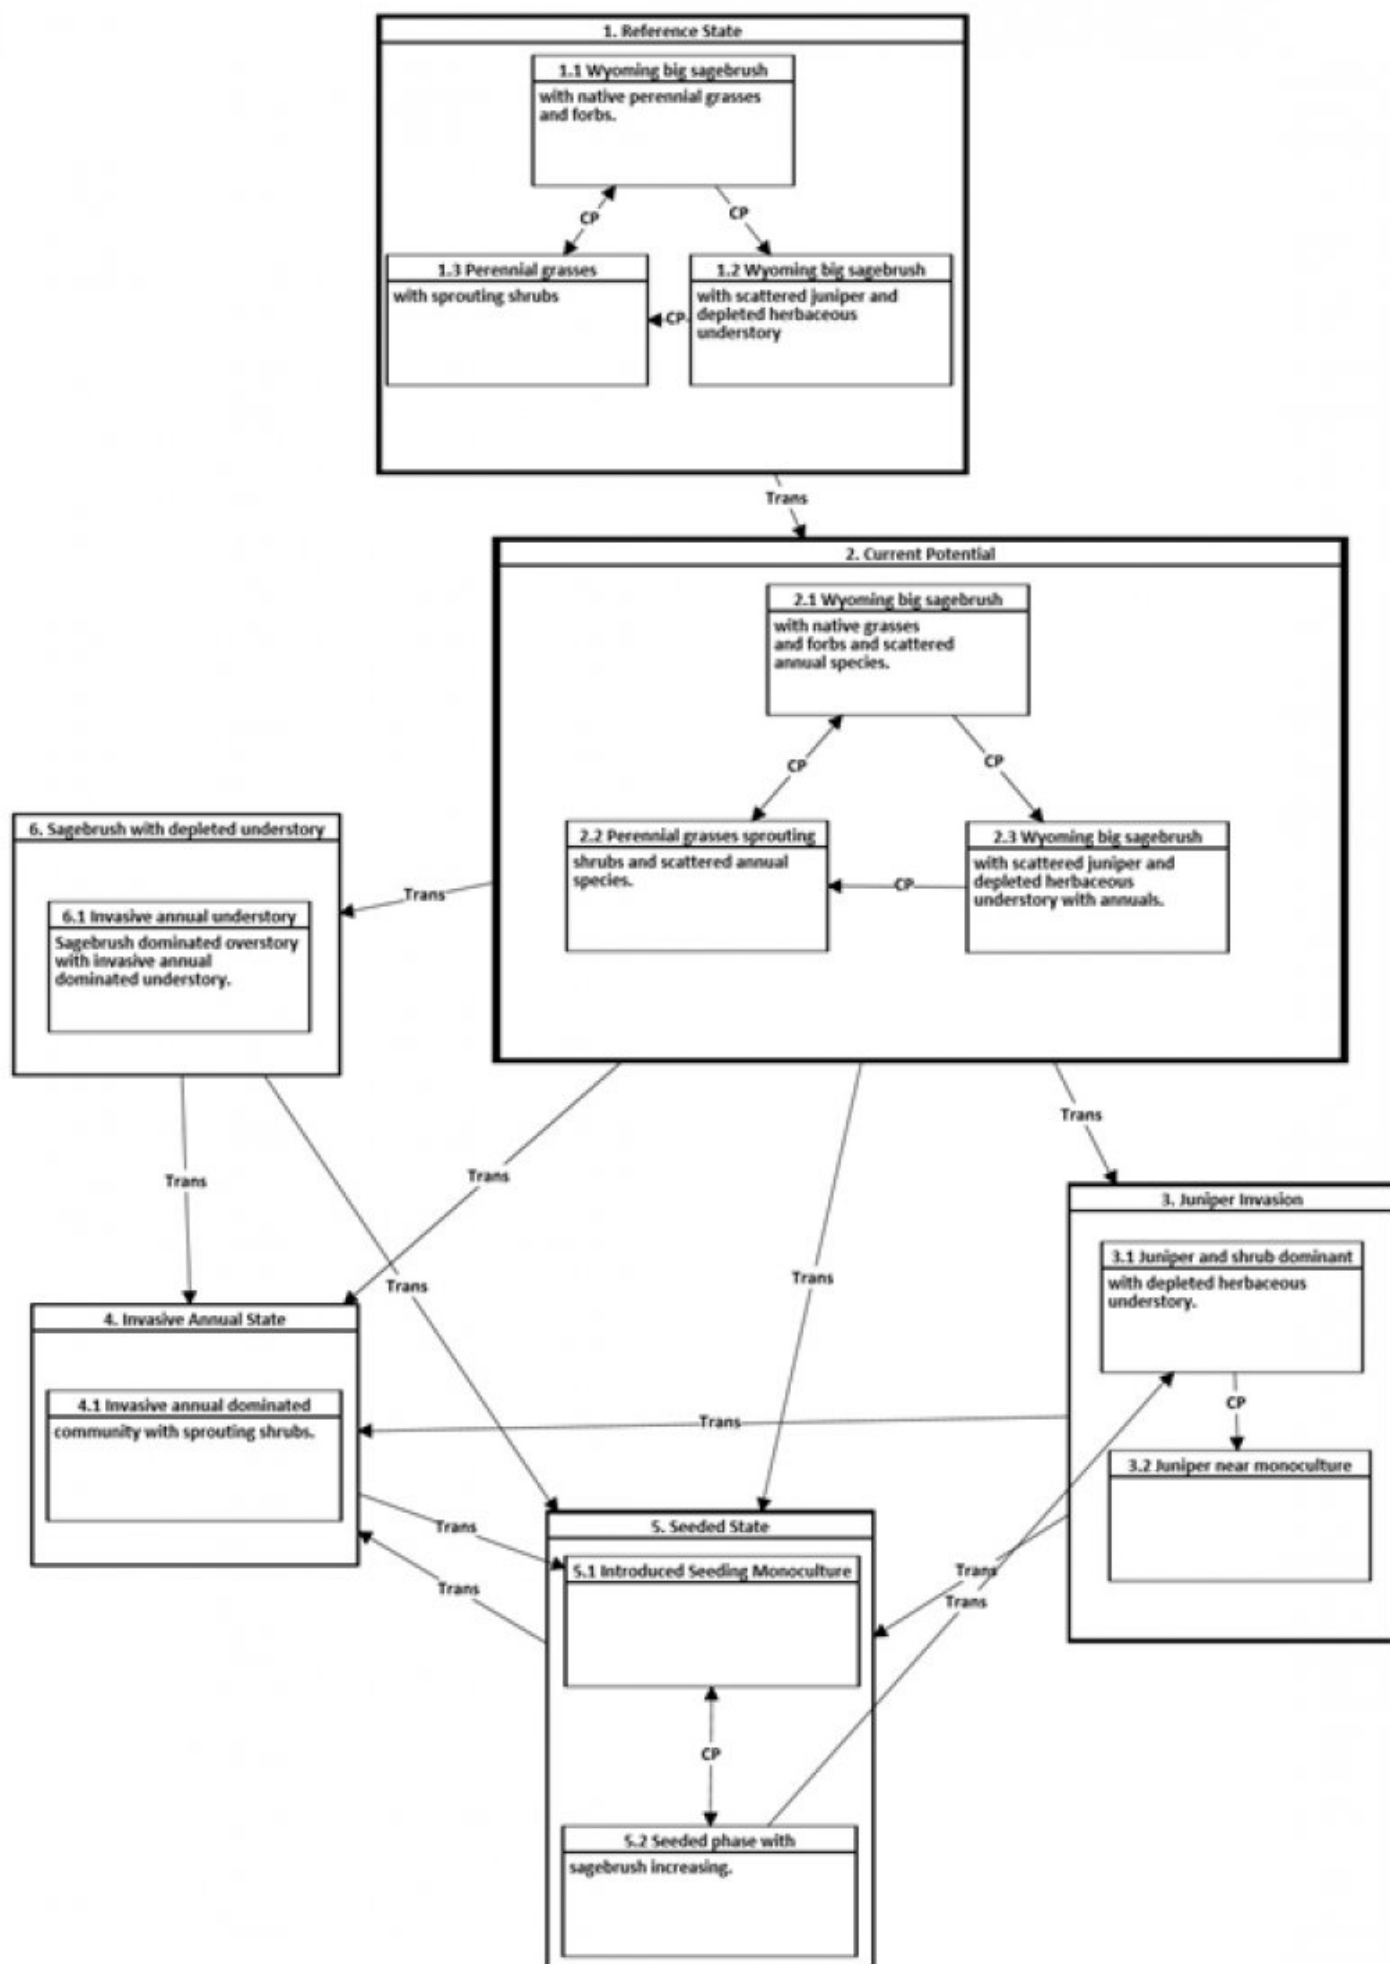 1. Reference State
1.1 Wyoming big sagebrush
with native perennial grasses
and forbs.
CP
CP
1.3 Perennial grasses
with sprouting shrubs
CP
1.2 Wyoming big sagebrush
with scattered juniper and
depleted herbaceous
understory
Trans
2. Current Potential
2.1 Wyoming big sagebrush
with native grasses
and forbs and scattered
annual species.
CP
CP
2.2 Perennial grasses sprouting
shrubs and scattered annual
species.
CP
2.3 Wyoming big sagebrush
with scattered juniper and
depleted herbaceous
understory with annuals.
6. Sagebrush with depleted understory
6.1 Invasive annual understory
Sagebrush dominated overstory
with invasive annual
dominated understory.
Trans
Trans
Trans
Trans
Trans
Trans
3. Juniper Invasion
3.1 Juniper and shrub dominant
with depleted herbaceous
understory.
CP
3.2 Juniper near monoculture
4. Invasive Annual State
4.1 Invasive annual dominated
community with sprouting shrubs.
Trans
Trans
Trans
Trans
Trans
5. Seeded State
5.1 Introduced Seeding Monoculture
CP
5.2 Seeded phase with
sagebrush increasing.